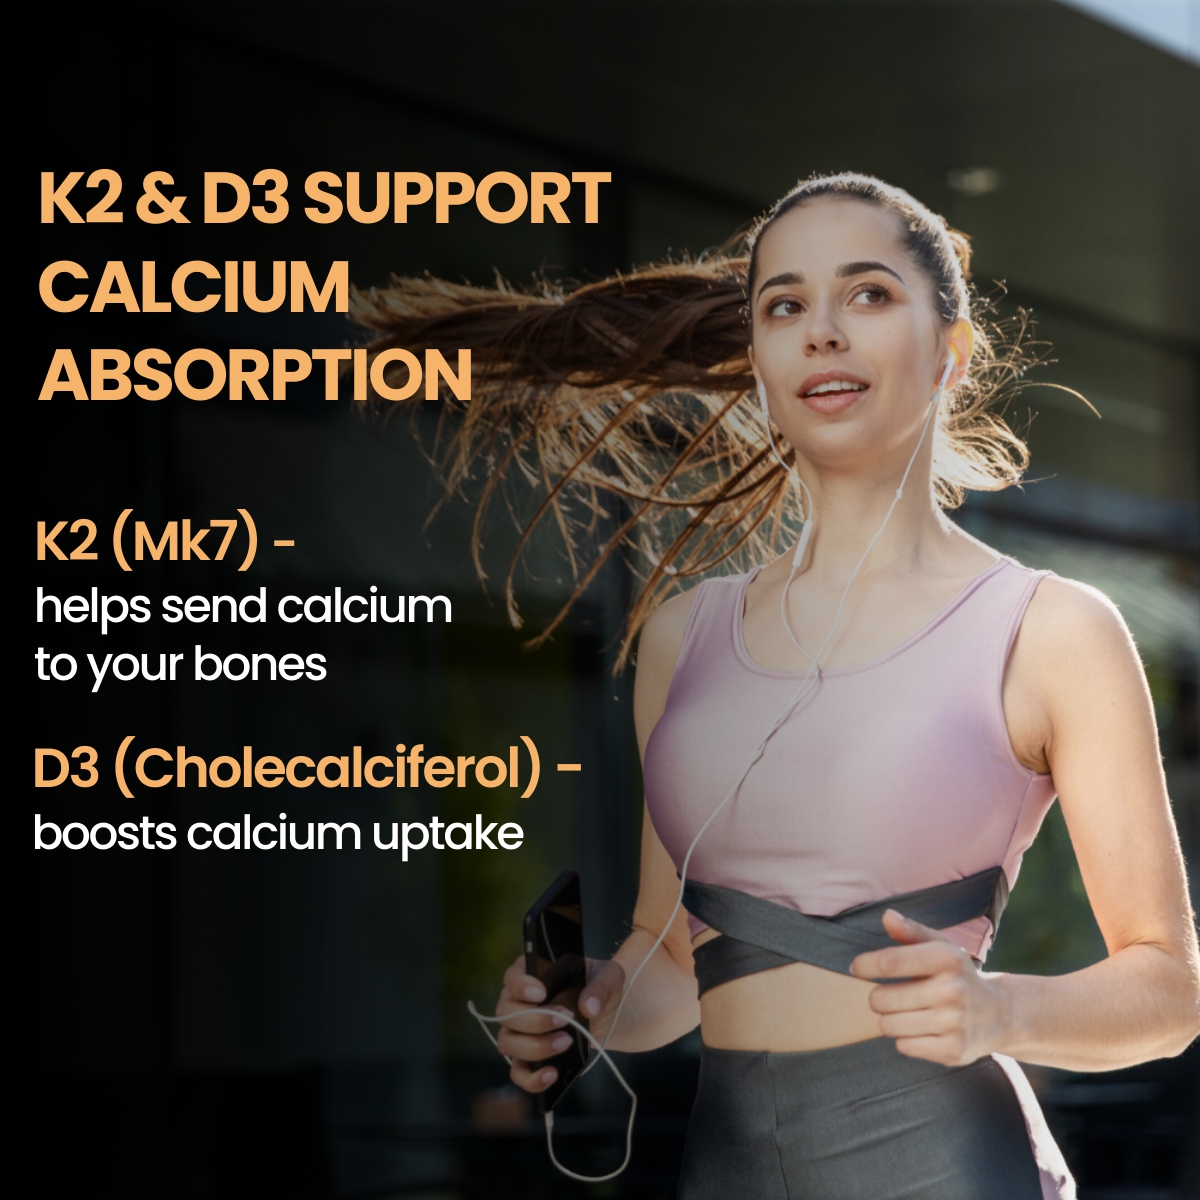 K2 & D3 SUPPORT
CALCIUM
ABSORPTION
K2 (Mk7) -
helps send calcium
to your bones
D3 (Cholecalciferol) -
boosts calcium uptake